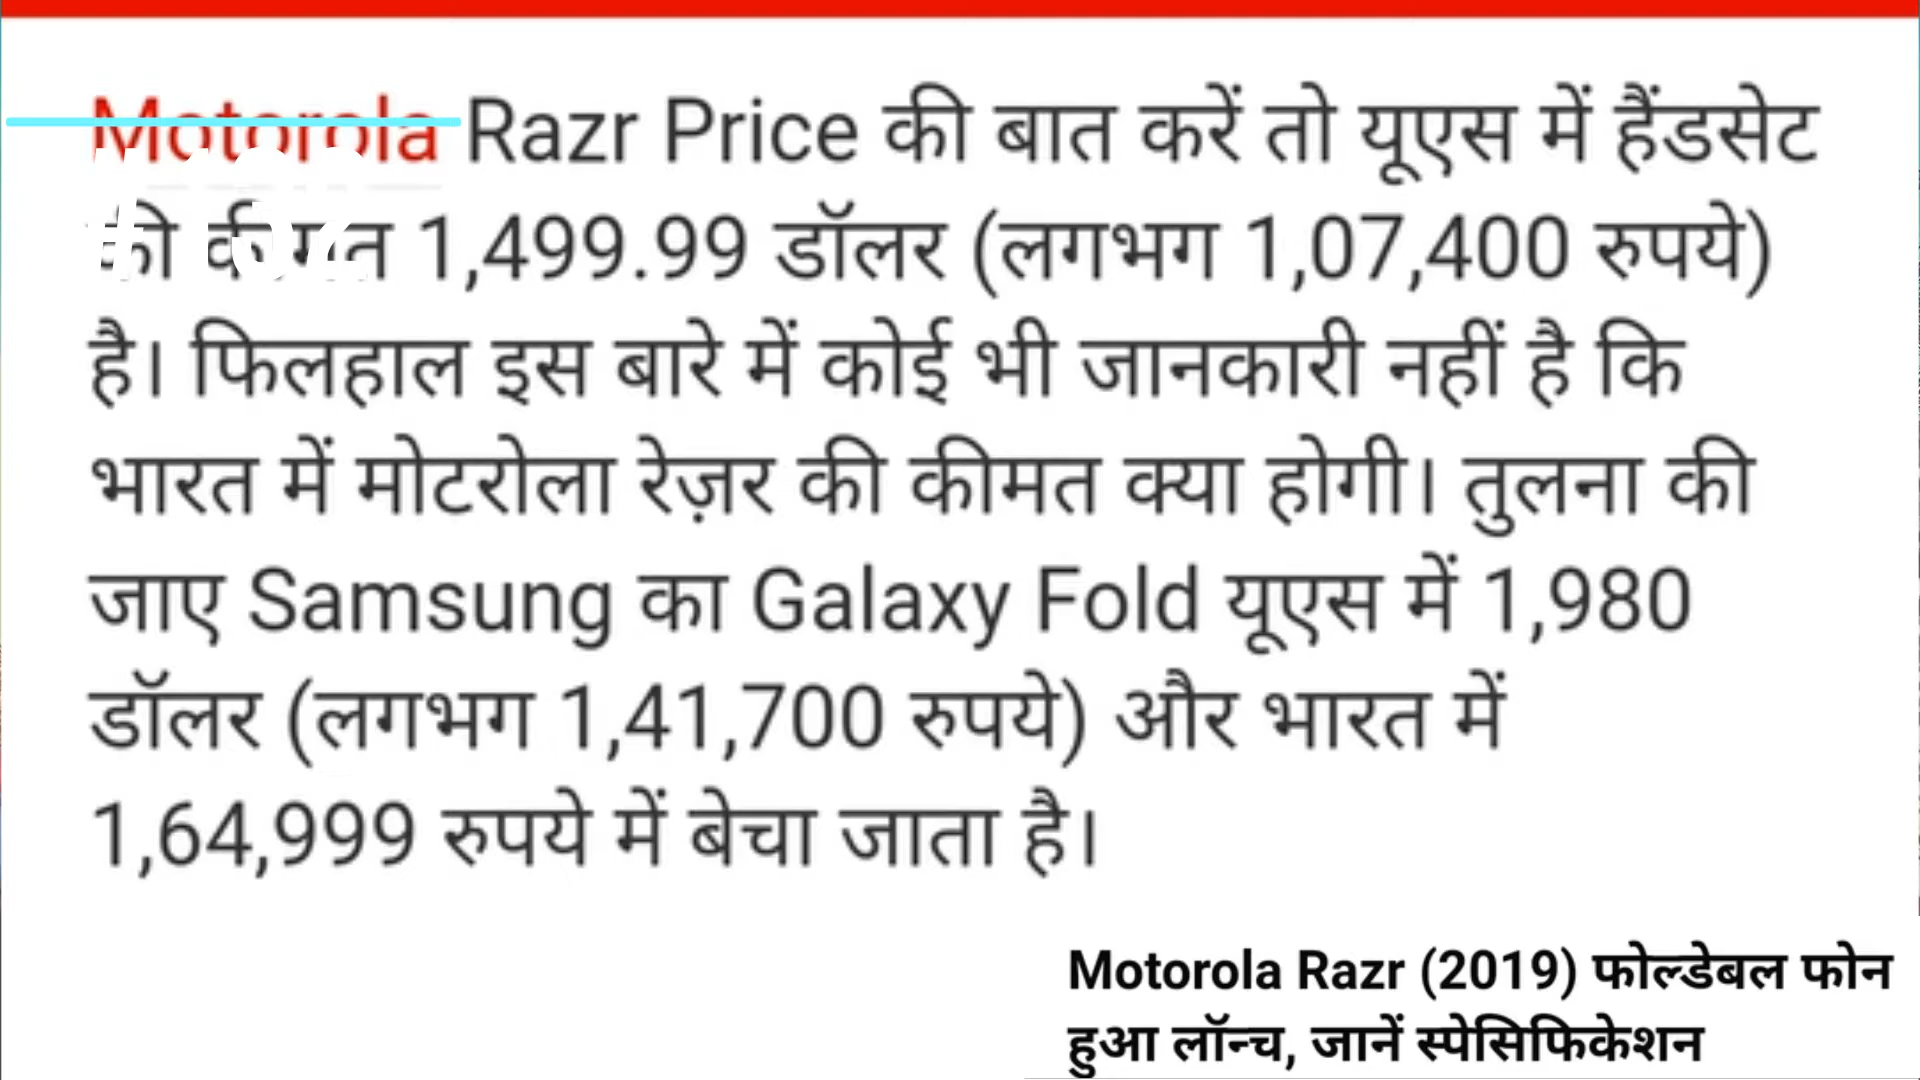 Motorola Razr Price की बात करें तो यूएस में हैंडसेट
की कीमत 1,499.99 डॉलर (लगभग 1,07,400 रुपये)
है। फिलहाल इस बारे में कोई भी जानकारी नहीं है कि
भारत में मोटरोला रेज़र की कीमत क्या होगी। तुलना की
जाए Samsung का Galaxy Fold यूएस में 1,980
डॉलर (लगभग 1,41,700 रुपये) और भारत में
1,64,999 रुपये में बेचा जाता है।
Motorola Razr (2019) फोल्डेबल फोन
हुआ लॉन्च, जानें स्पेसिफिकेशन